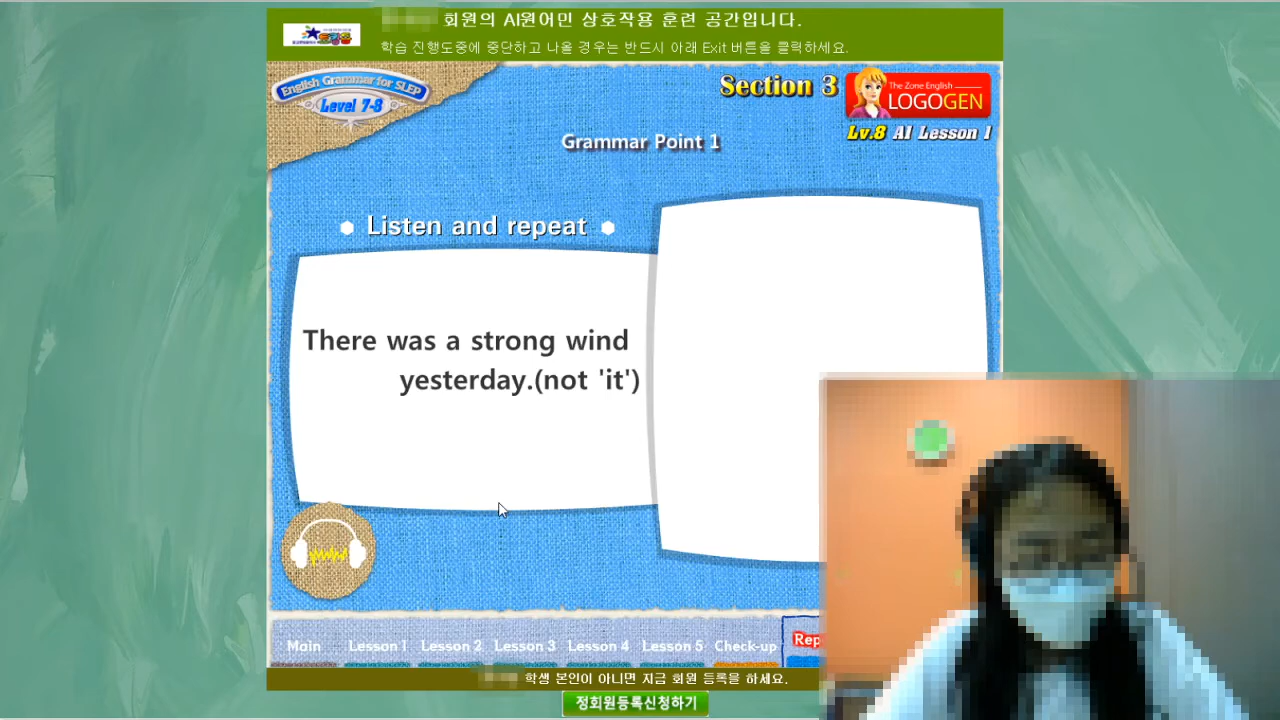 회원의 AI원어민 상호작용 훈련 공간입니다.
학습 진행도중에 중단하고 나올 경우는 반드시 아래 Exit 버튼을 클릭하세요.
English Grammar for SLEP
Level 7-8
Section 3
The Zone English
LOGOGEN
Lv.8 AI Lesson 1
Grammar Point 1
Listen and repeat
There was a strong wind
yesterday.(not 'it')
Main Lesson 1 Lesson 2 Lesson 3 Lesson 4 Lesson 5 Check-up Rep
학생 본인이 아니면 지금 회원 등록을 하세요.
정회원등록신청하기